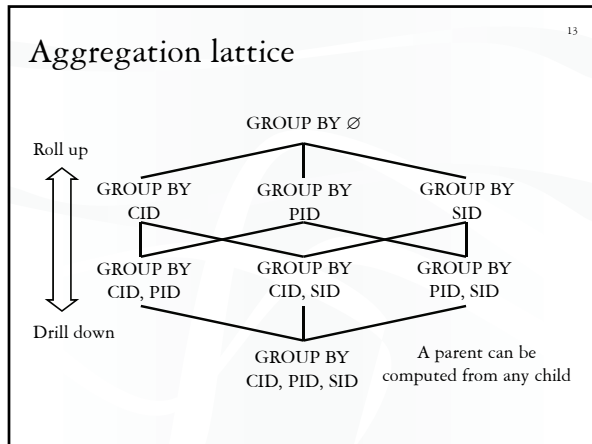 13
Aggregation lattice
GROUP BY ∅
Roll up
GROUP BY
CID
GROUP BY
PID
GROUP BY
SID
GROUP BY
CID, PID
GROUP BY
CID, SID
GROUP BY
PID, SID
Drill down
GROUP BY
CID, PID, SID
A parent can be
computed from any child